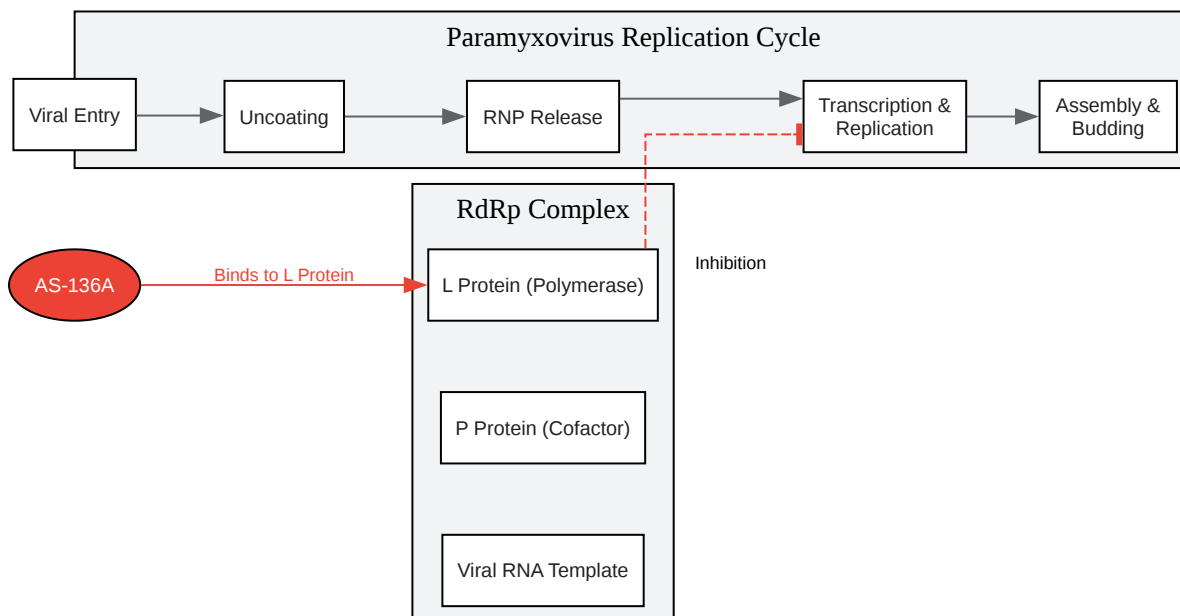 Paramyxovirus Replication Cycle
Viral Entry
Uncoating
RNP Release
Transcription &
Replication
Assembly &
Budding
RdRp Complex
AS-136A
Binds to L Protein
L Protein (Polymerase)
Inhibition
P Protein (Cofactor)
Viral RNA Template